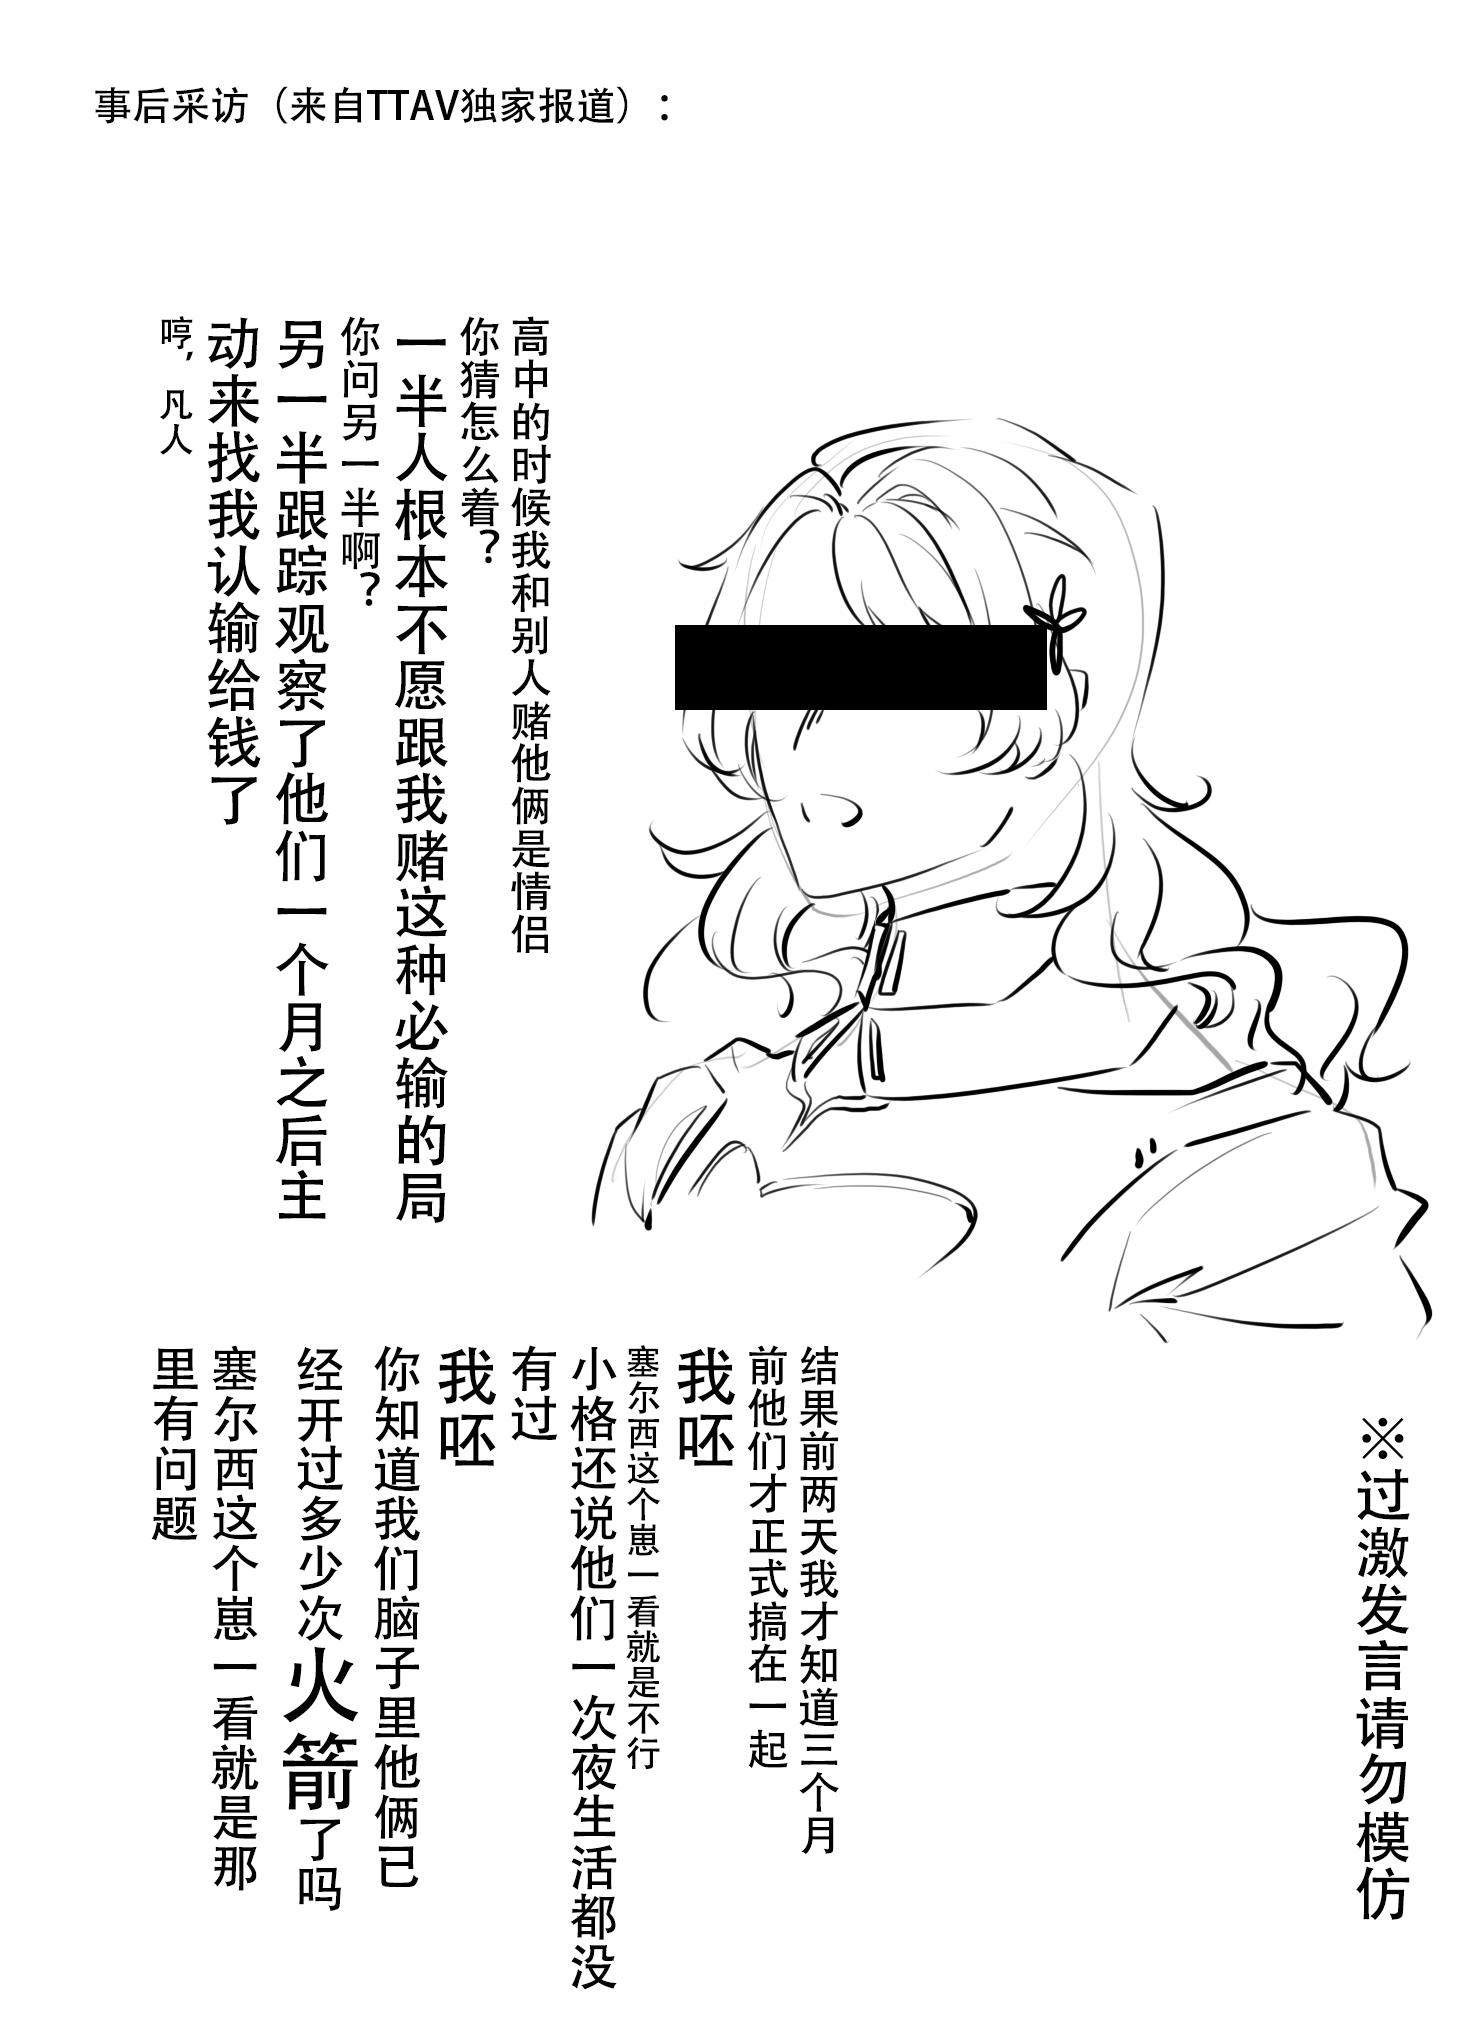 事后采访（来自TTAV独家报道）：
高中的时候我和别人赌他俩是情侣
你猜怎么着？
一半人根本不愿跟我赌这种必输的局
你问另一半啊？
另一半跟踪观察了他们一个月之后主
动来找我认输给钱了
哼，凡人
※过激发言请勿模仿
结果前两天我才知道三个月
前他们才正式搞在一起
我呸
塞尔西这个崽一看就是不行
小格还说他们一次夜生活都没
有过
我呸
你知道我们脑子里他俩已
经开过多少次火箭了吗
塞尔西这个崽一看就是那
里有问题